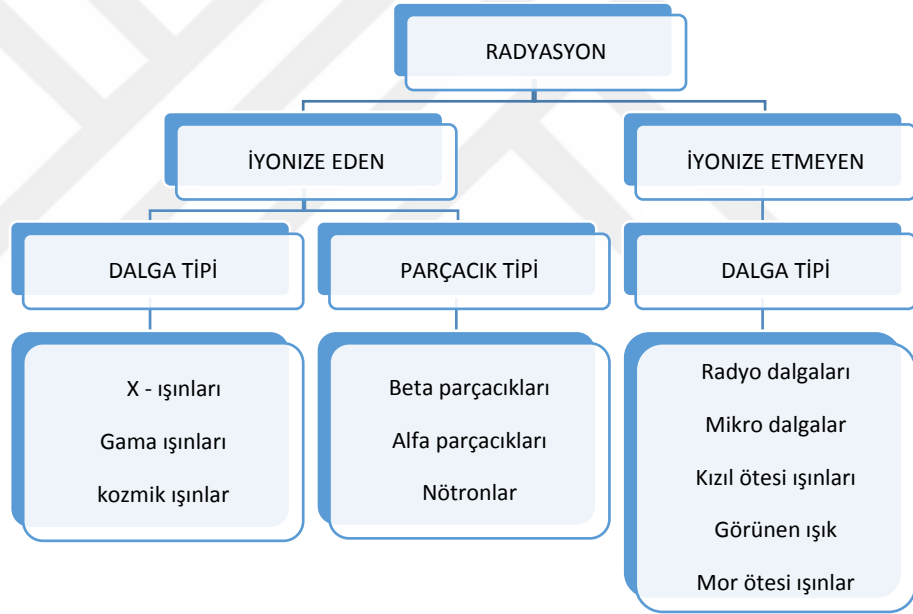 RADYASYON
İYONIZE EDEN
İYONIZE ETMEYEN
DALGA TİPİ
PARÇACIK TİPİ
DALGA TİPİ
X - ışınları
Gama ışınları
kozmik ışınlar
Beta parçacıkları
Alfa parçacıkları
Nötronlar
Radyo dalgaları
Mikro dalgalar
Kızıl ötesi ışınları
Görünen ışık
Mor ötesi ışınlar